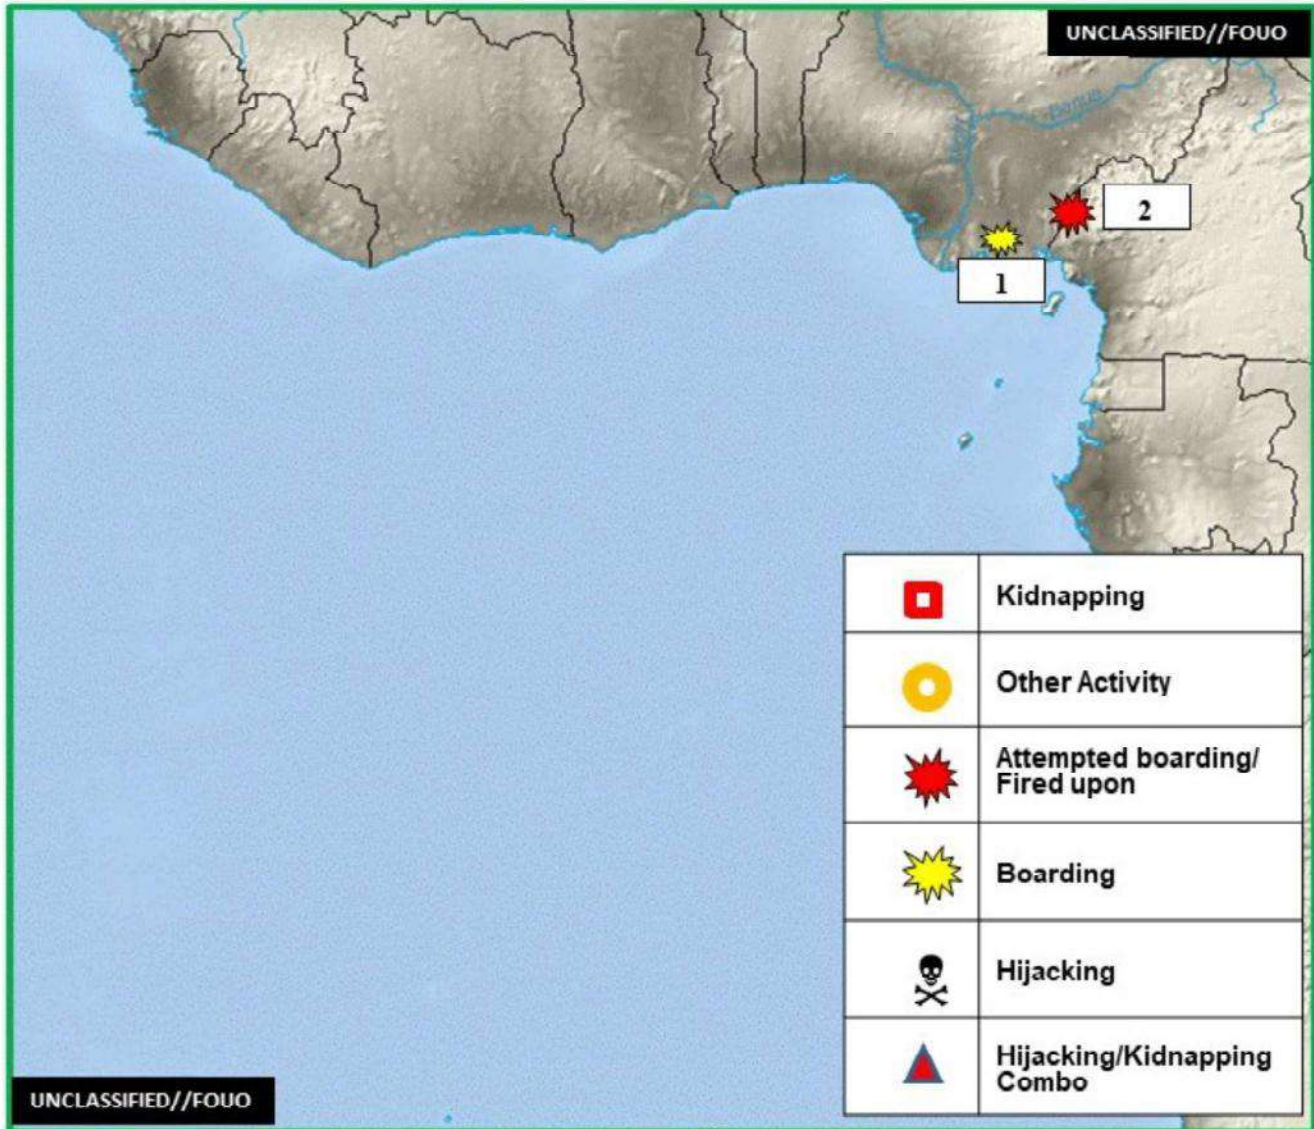 UNCLASSIFIED//FOUO
Benue
2
1
Kidnapping
Other Activity
Attempted boarding/
Fired upon
Boarding
Hijacking
Hijacking/Kidnapping
Combo
UNCLASSIFIED//FOUO